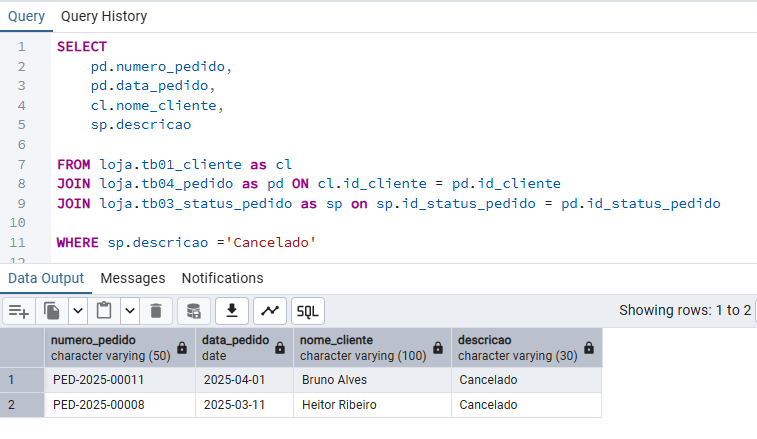 Query Query History
1 SELECT
2 pd.numero_pedido,
3 pd.data_pedido,
4 cl.nome_cliente,
5 sp.descricao
6
7 FROM loja.tb01_cliente as cl
8 JOIN loja.tb04_pedido as pd ON cl.id_cliente = pd.id_cliente
9 JOIN loja.tb03_status_pedido as sp on sp.id_status_pedido = pd.id_status_pedido
10
11 WHERE sp.descricao ='Cancelado'
12
Data Output Messages Notifications
SQL Showing rows: 1 to 2
numero_pedido data_pedido nome_cliente descricao
character varying (50) date character varying (100) character varying (30)
1 PED-2025-00011 2025-04-01 Bruno Alves Cancelado
2 PED-2025-00008 2025-03-11 Heitor Ribeiro Cancelado